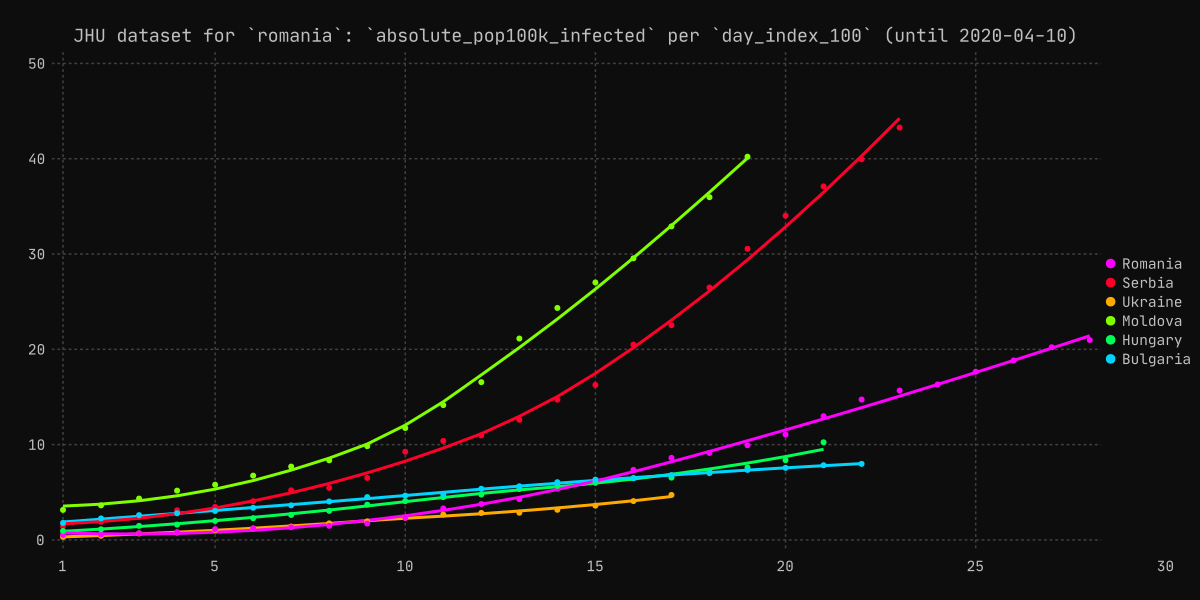 JHU dataset for `romania`: `absolute_pop100k_infected` per `day_index_100` (until 2020-04-10)
50
40
30
20
10
0
1 5 10 15 20 25 30
Romania
Serbia
Ukraine
Moldova
Hungary
Bulgaria